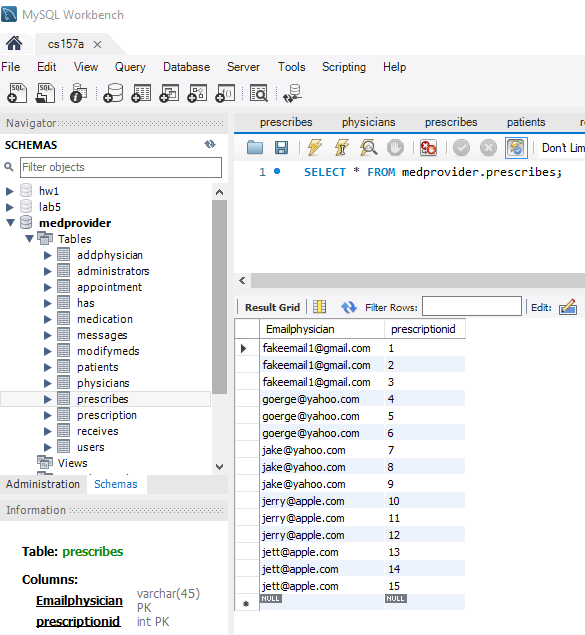 MySQL Workbench
cs157a
File Edit View Query Database Server Tools Scripting Help
Navigator
SCHEMAS
Filter objects
hw1
lab5
medprovider
Tables
addphysician
administrators
appointment
has
medication
messages
modifymeds
patients
physicians
prescribes
prescription
receives
users
Views
Administration Schemas
Information
Table: prescribes
Columns:
Emailphysician varchar(45) PK
prescriptionid int PK
prescribes physicians prescribes patients
Don't Lim
1 SELECT * FROM medprovider.prescribes;
Result Grid Filter Rows: Edit:
Emailphysician prescriptionid
fakeemail1@gmail.com 1
fakeemail1@gmail.com 2
fakeemail1@gmail.com 3
goerge@yahoo.com 4
goerge@yahoo.com 5
goerge@yahoo.com 6
jake@yahoo.com 7
jake@yahoo.com 8
jake@yahoo.com 9
jerry@apple.com 10
jerry@apple.com 11
jerry@apple.com 12
jett@apple.com 13
jett@apple.com 14
jett@apple.com 15
NULL NULL